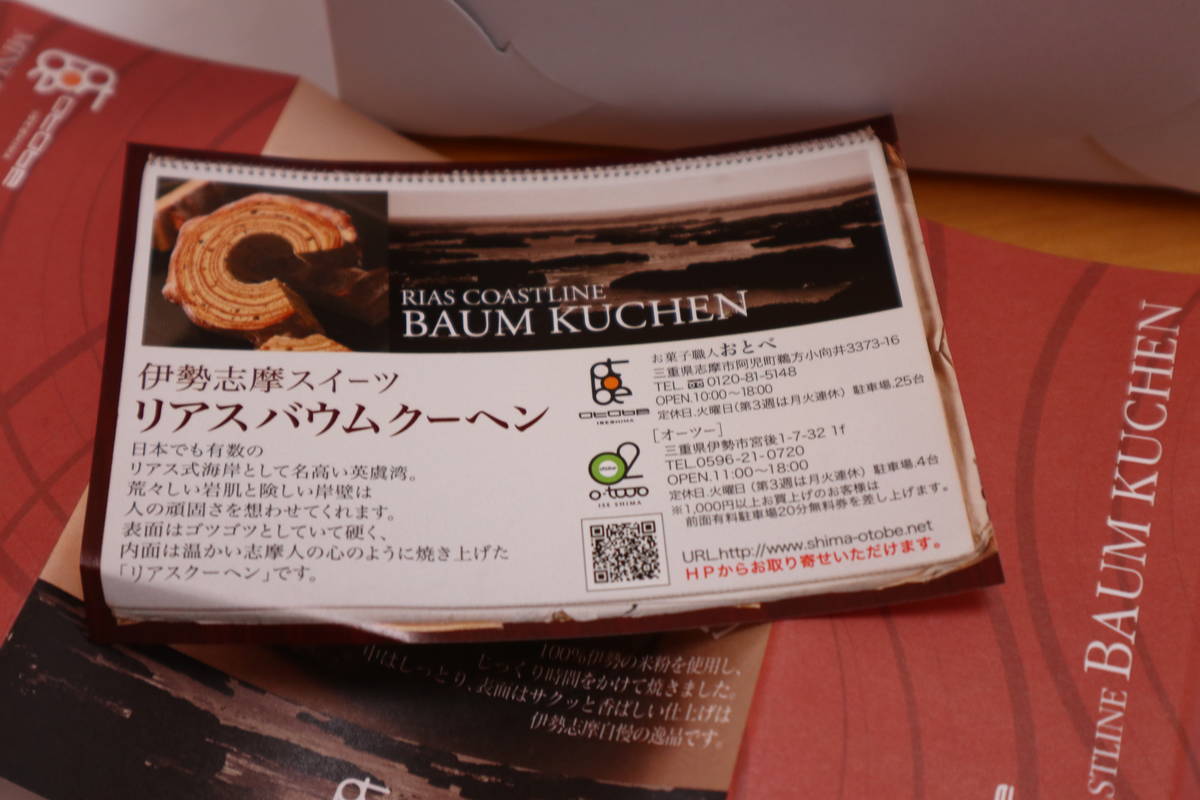 RIAS COASTLINE
BAUM KUCHEN
伊勢志摩スイーツ
リアスバウムクーヘン
日本でも有数の
リアス式海岸として名高い英虞湾。
荒々しい岩肌と険しい岸壁は
人の頑固さを想わせてくれます。
表面はゴツゴツとしていて硬く、
内面は温かい志摩人の心のように焼き上げた
「リアスクーヘン」です。
otobe
ISESHIMA
お菓子職人おとべ
三重県志摩市阿児町鵜方小向井3373-16
TEL. 0120-81-5148
OPEN.10:00〜18:00
定休日.火曜日(第3週は月火連休) 駐車場.25台
otobe
o-two
ISE SHIMA
[オーツー]
三重県伊勢市宮後1-7-32 1f
TEL.0596-21-0720
OPEN.11:00〜18:00
定休日.火曜日(第3週は月火連休) 駐車場.4台
※1,000円以上お買上げのお客様は
前面有料駐車場20分無料券を差し上げます。
URL.http://www.shima-otobe.net
HPからお取り寄せいただけます。
100%伊勢の米粉を使用し、
じっくり時間をかけて焼きました。
中はしっとり、表面はサクッと香ばしい仕上げは
伊勢志摩自慢の逸品です。
STLINE BAUM KUCHEN
otobe